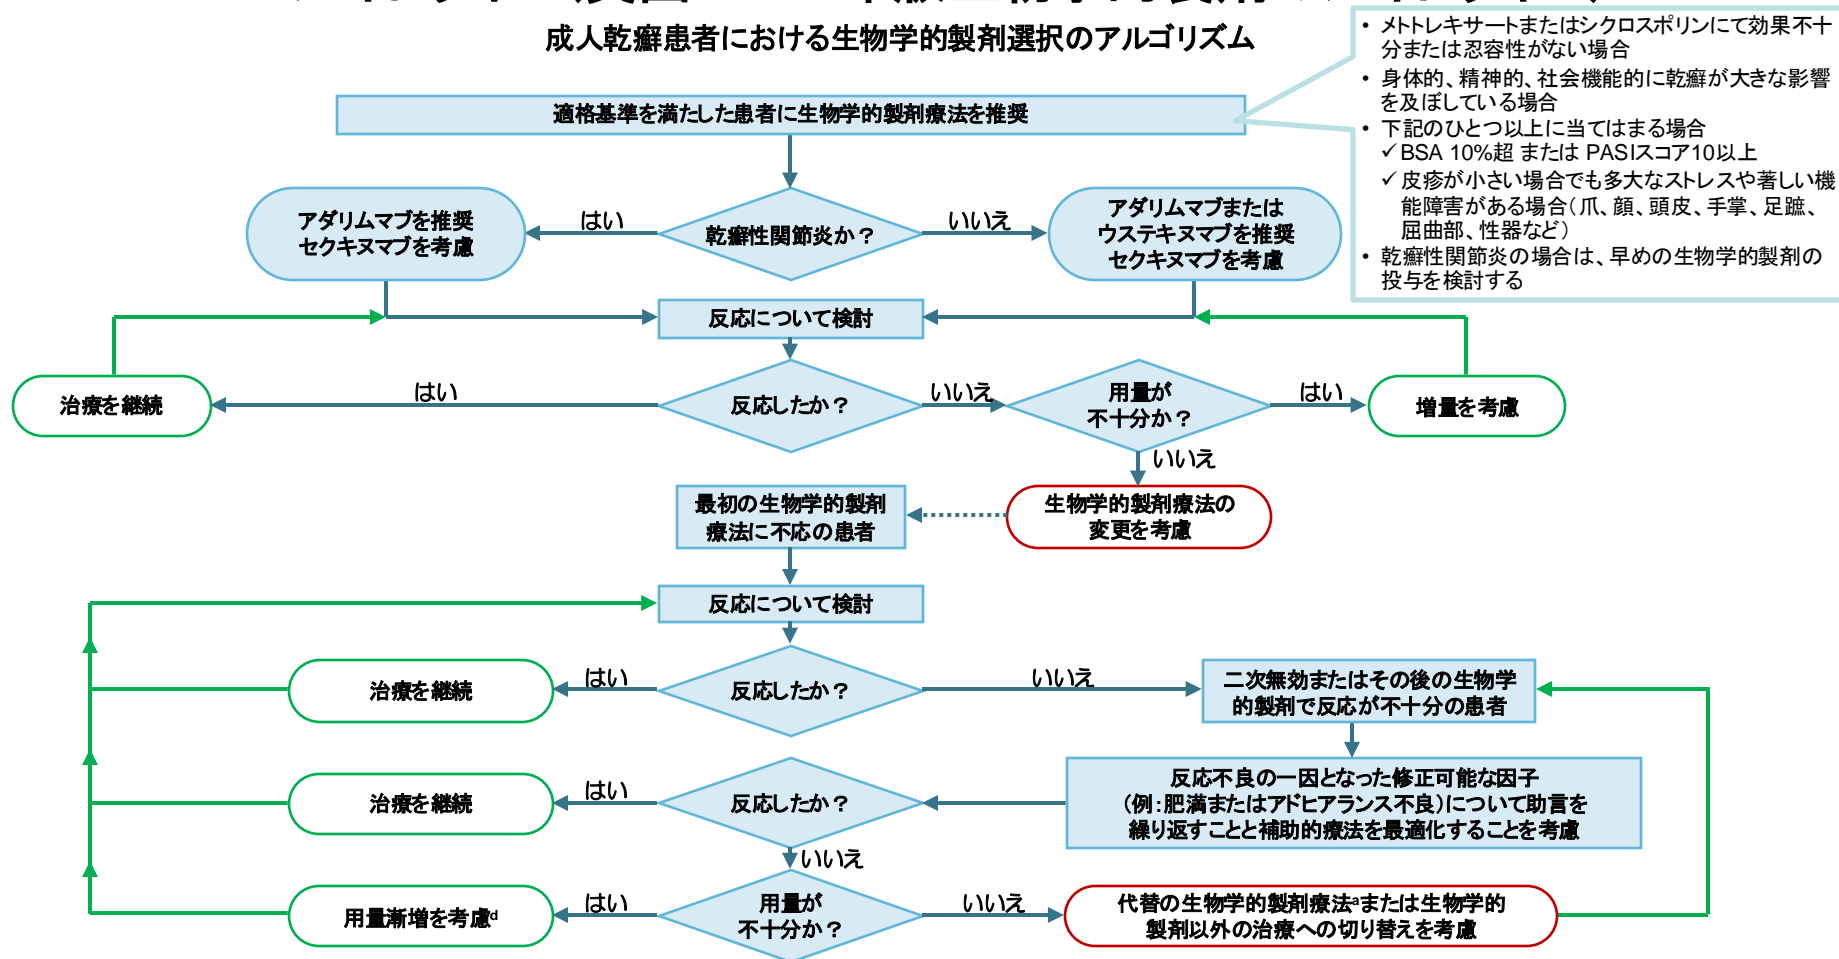 成人乾癬患者における生物学的製剤選択のアルゴリズム
• メトトレキサートまたはシクロスポリンにて効果不十
分または忍容性がない場合
• 身体的、精神的、社会機能的に乾癬が大きな影響
を及ぼしている場合
• 下記のひとつ以上に当てはまる場合
✓BSA 10%超 または PASIスコア10以上
✓皮疹が小さい場合でも多大なストレスや著しい機
能障害がある場合（爪、顔、頭皮、手掌、足蹠、
屈曲部、性器など）
• 乾癬性関節炎の場合は、早めの生物学的製剤の
投与を検討する
適格基準を満たした患者に生物学的製剤療法を推奨
アダリムマブを推奨
セクキヌマブを考慮
はい
乾癬性関節炎か？
いいえ
アダリムマブまたは
ウステキヌマブを推奨
セクキヌマブを考慮
反応について検討
治療を継続
はい
反応したか？
いいえ
用量が
不十分か？
はい
増量を考慮
いいえ
最初の生物学的製剤
療法に不応の患者
生物学的製剤療法の
変更を考慮
反応について検討
治療を継続
はい
反応したか？
いいえ
二次無効またはその後の生物学
的製剤で反応が不十分の患者
治療を継続
はい
反応したか？
反応不良の一因となった修正可能な因子
（例：肥満またはアドヒアランス不良）について助言を
繰り返すことと補助的療法を最適化することを考慮
いいえ
用量漸増を考慮d
はい
用量が
不十分か？
いいえ
代替の生物学的製剤療法aまたは生物学的
製剤以外の治療への切り替えを考慮